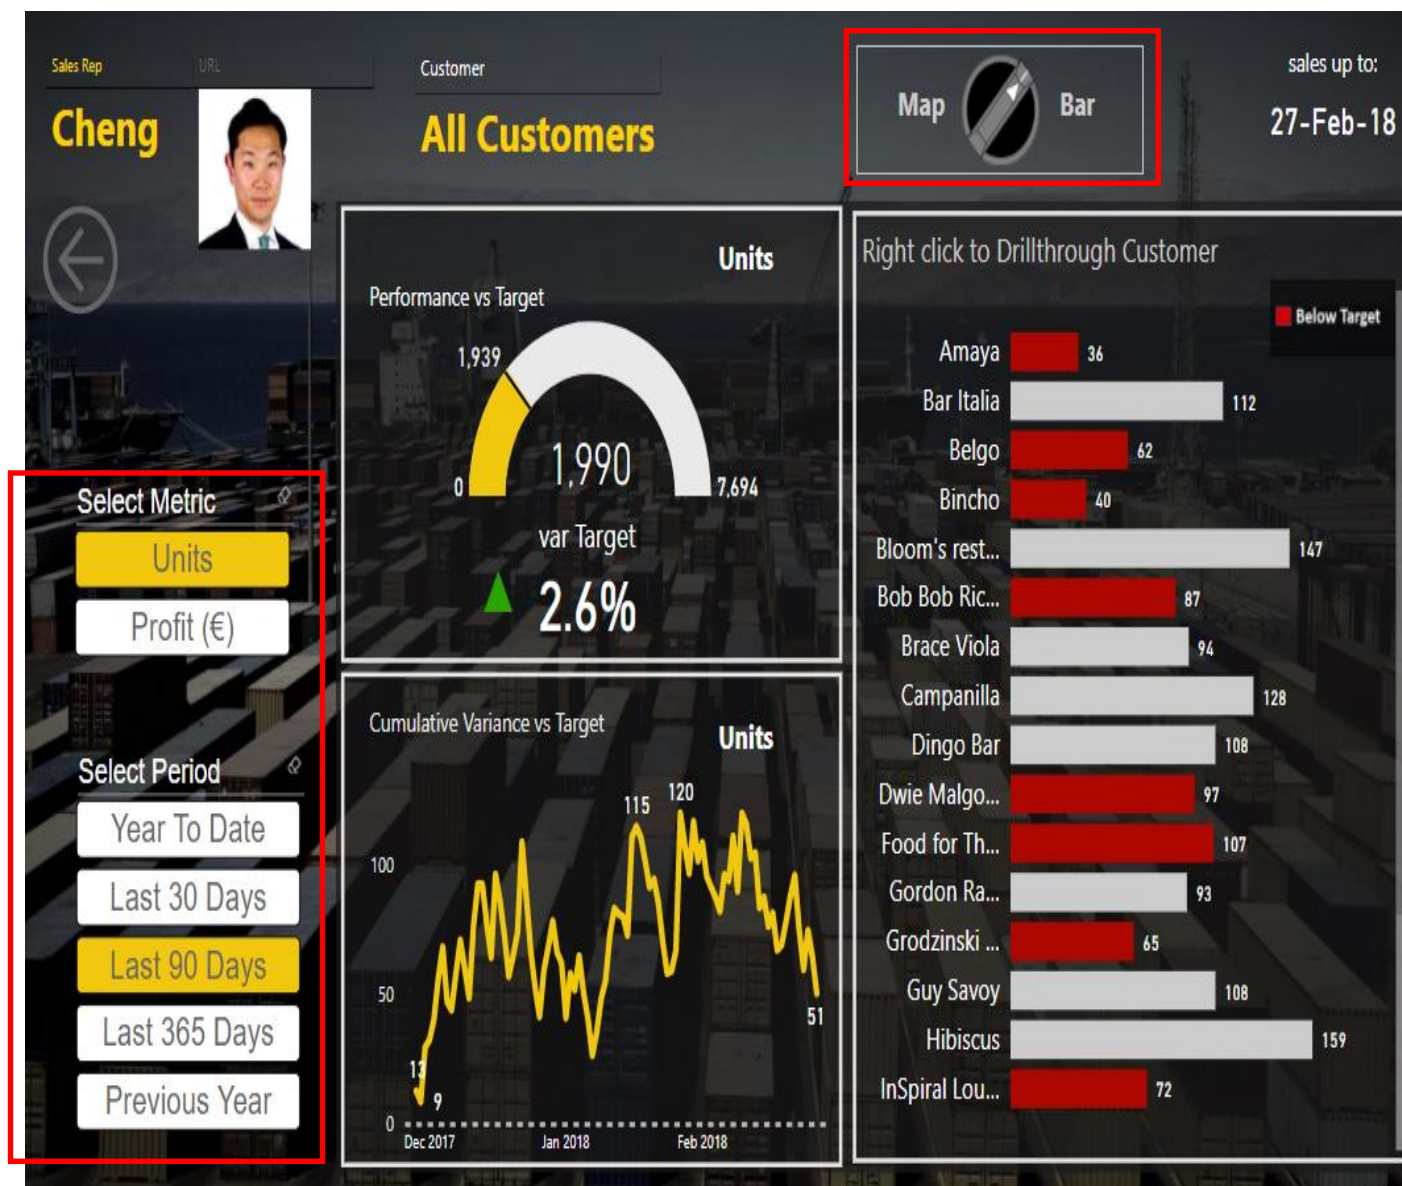 Sales Rep
URL
Cheng
Customer
All Customers
Map
Bar
sales up to:
27-Feb-18
Select Metric
Units
Profit (€)
Select Period
Year To Date
Last 30 Days
Last 90 Days
Last 365 Days
Previous Year
Units
Performance vs Target
1,939
1,990
0
7,694
var Target
2.6%
Cumulative Variance vs Target
Units
100
50
0
13
9
115
120
51
Dec 2017
Jan 2018
Feb 2018
Right click to Drillthrough Customer
Below Target
Amaya 36
Bar Italia 112
Belgo 62
Bincho 40
Bloom's rest... 147
Bob Bob Ric... 87
Brace Viola 94
Campanilla 128
Dingo Bar 108
Dwie Malgo... 97
Food for Th... 107
Gordon Ra... 93
Grodzinski ... 65
Guy Savoy 108
Hibiscus 159
InSpiral Lou... 72